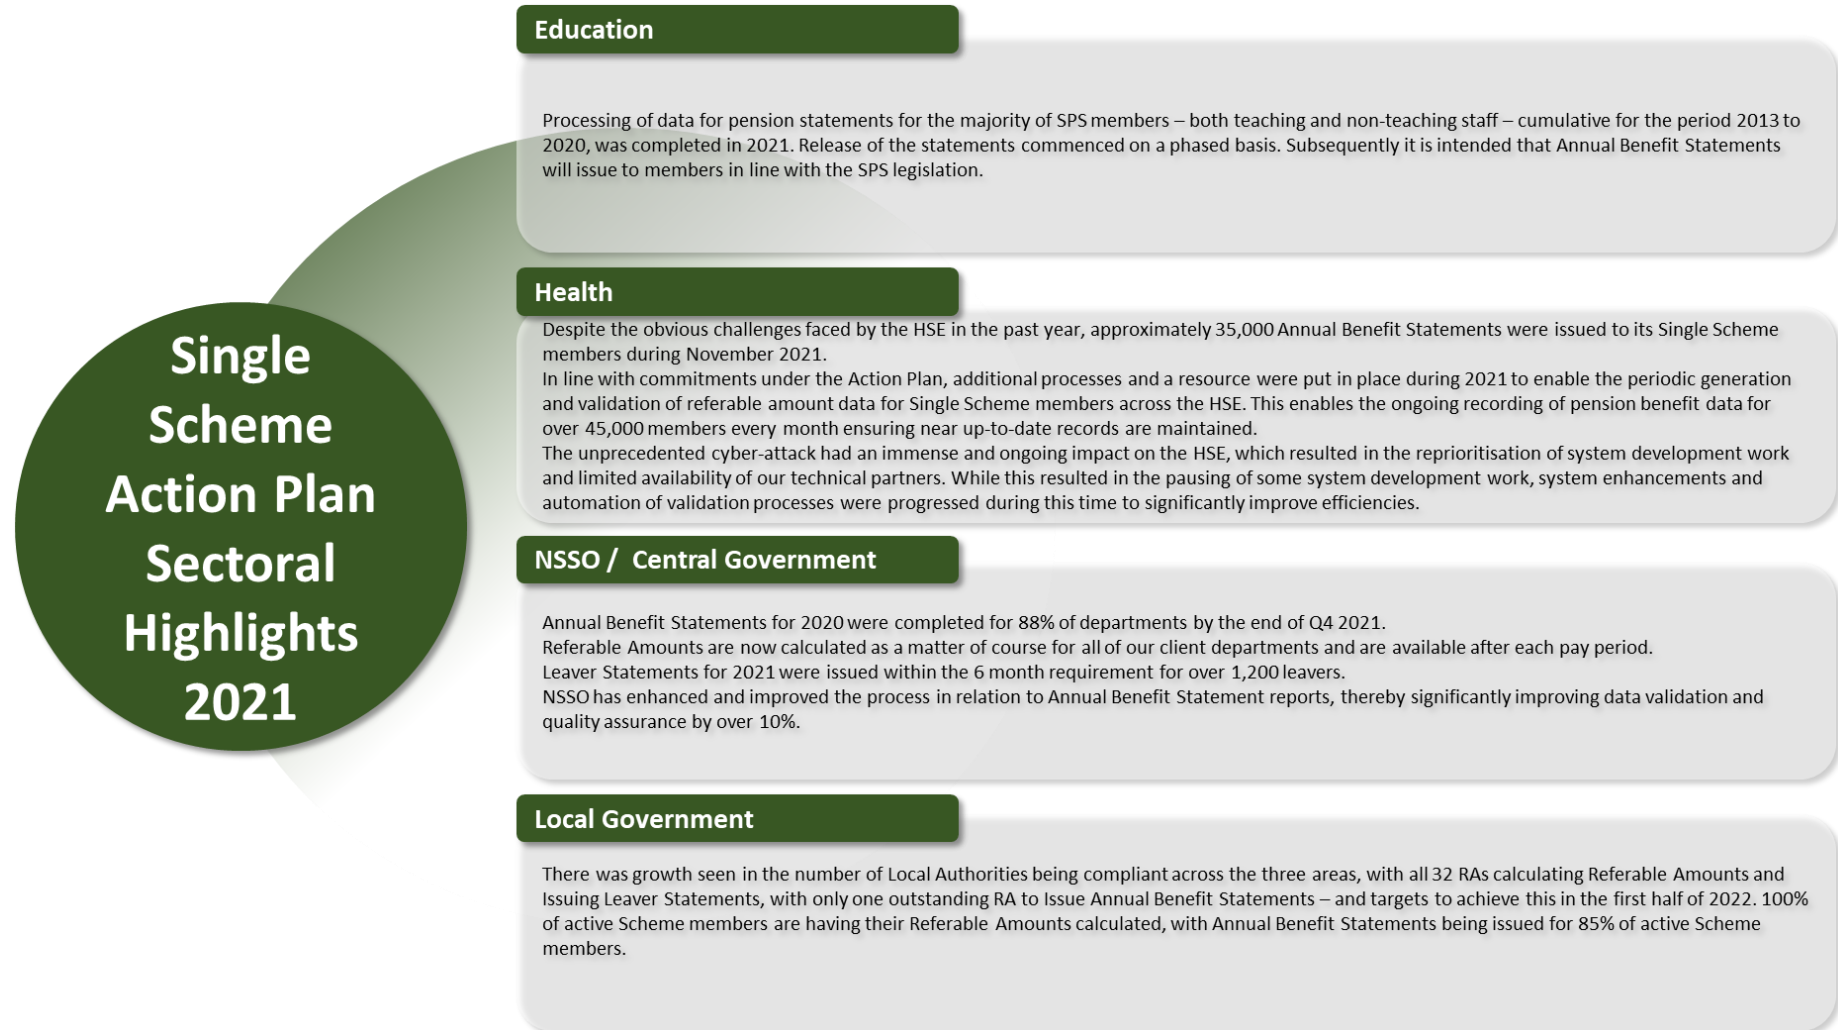 Single
Scheme
Action Plan
Sectoral
Highlights
2021
Education
Processing of data for pension statements for the majority of SPS members – both teaching and non-teaching staff – cumulative for the period 2013 to
2020, was completed in 2021. Release of the statements commenced on a phased basis. Subsequently it is intended that Annual Benefit Statements
will issue to members in line with the SPS legislation.
Health
Despite the obvious challenges faced by the HSE in the past year, approximately 35,000 Annual Benefit Statements were issued to its Single Scheme
members during November 2021.
In line with commitments under the Action Plan, additional processes and a resource were put in place during 2021 to enable the periodic generation
and validation of referable amount data for Single Scheme members across the HSE. This enables the ongoing recording of pension benefit data for
over 45,000 members every month ensuring near up-to-date records are maintained.
The unprecedented cyber-attack had an immense and ongoing impact on the HSE, which resulted in the reprioritisation of system development work
and limited availability of our technical partners. While this resulted in the pausing of some system development work, system enhancements and
automation of validation processes were progressed during this time to significantly improve efficiencies.
NSSO / Central Government
Annual Benefit Statements for 2020 were completed for 88% of departments by the end of Q4 2021.
Referable Amounts are now calculated as a matter of course for all of our client departments and are available after each pay period.
Leaver Statements for 2021 were issued within the 6 month requirement for over 1,200 leavers.
NSSO has enhanced and improved the process in relation to Annual Benefit Statement reports, thereby significantly improving data validation and
quality assurance by over 10%.
Local Government
There was growth seen in the number of Local Authorities being compliant across the three areas, with all 32 RAs calculating Referable Amounts and
Issuing Leaver Statements, with only one outstanding RA to Issue Annual Benefit Statements – and targets to achieve this in the first half of 2022. 100%
of active Scheme members are having their Referable Amounts calculated, with Annual Benefit Statements being issued for 85% of active Scheme
members.